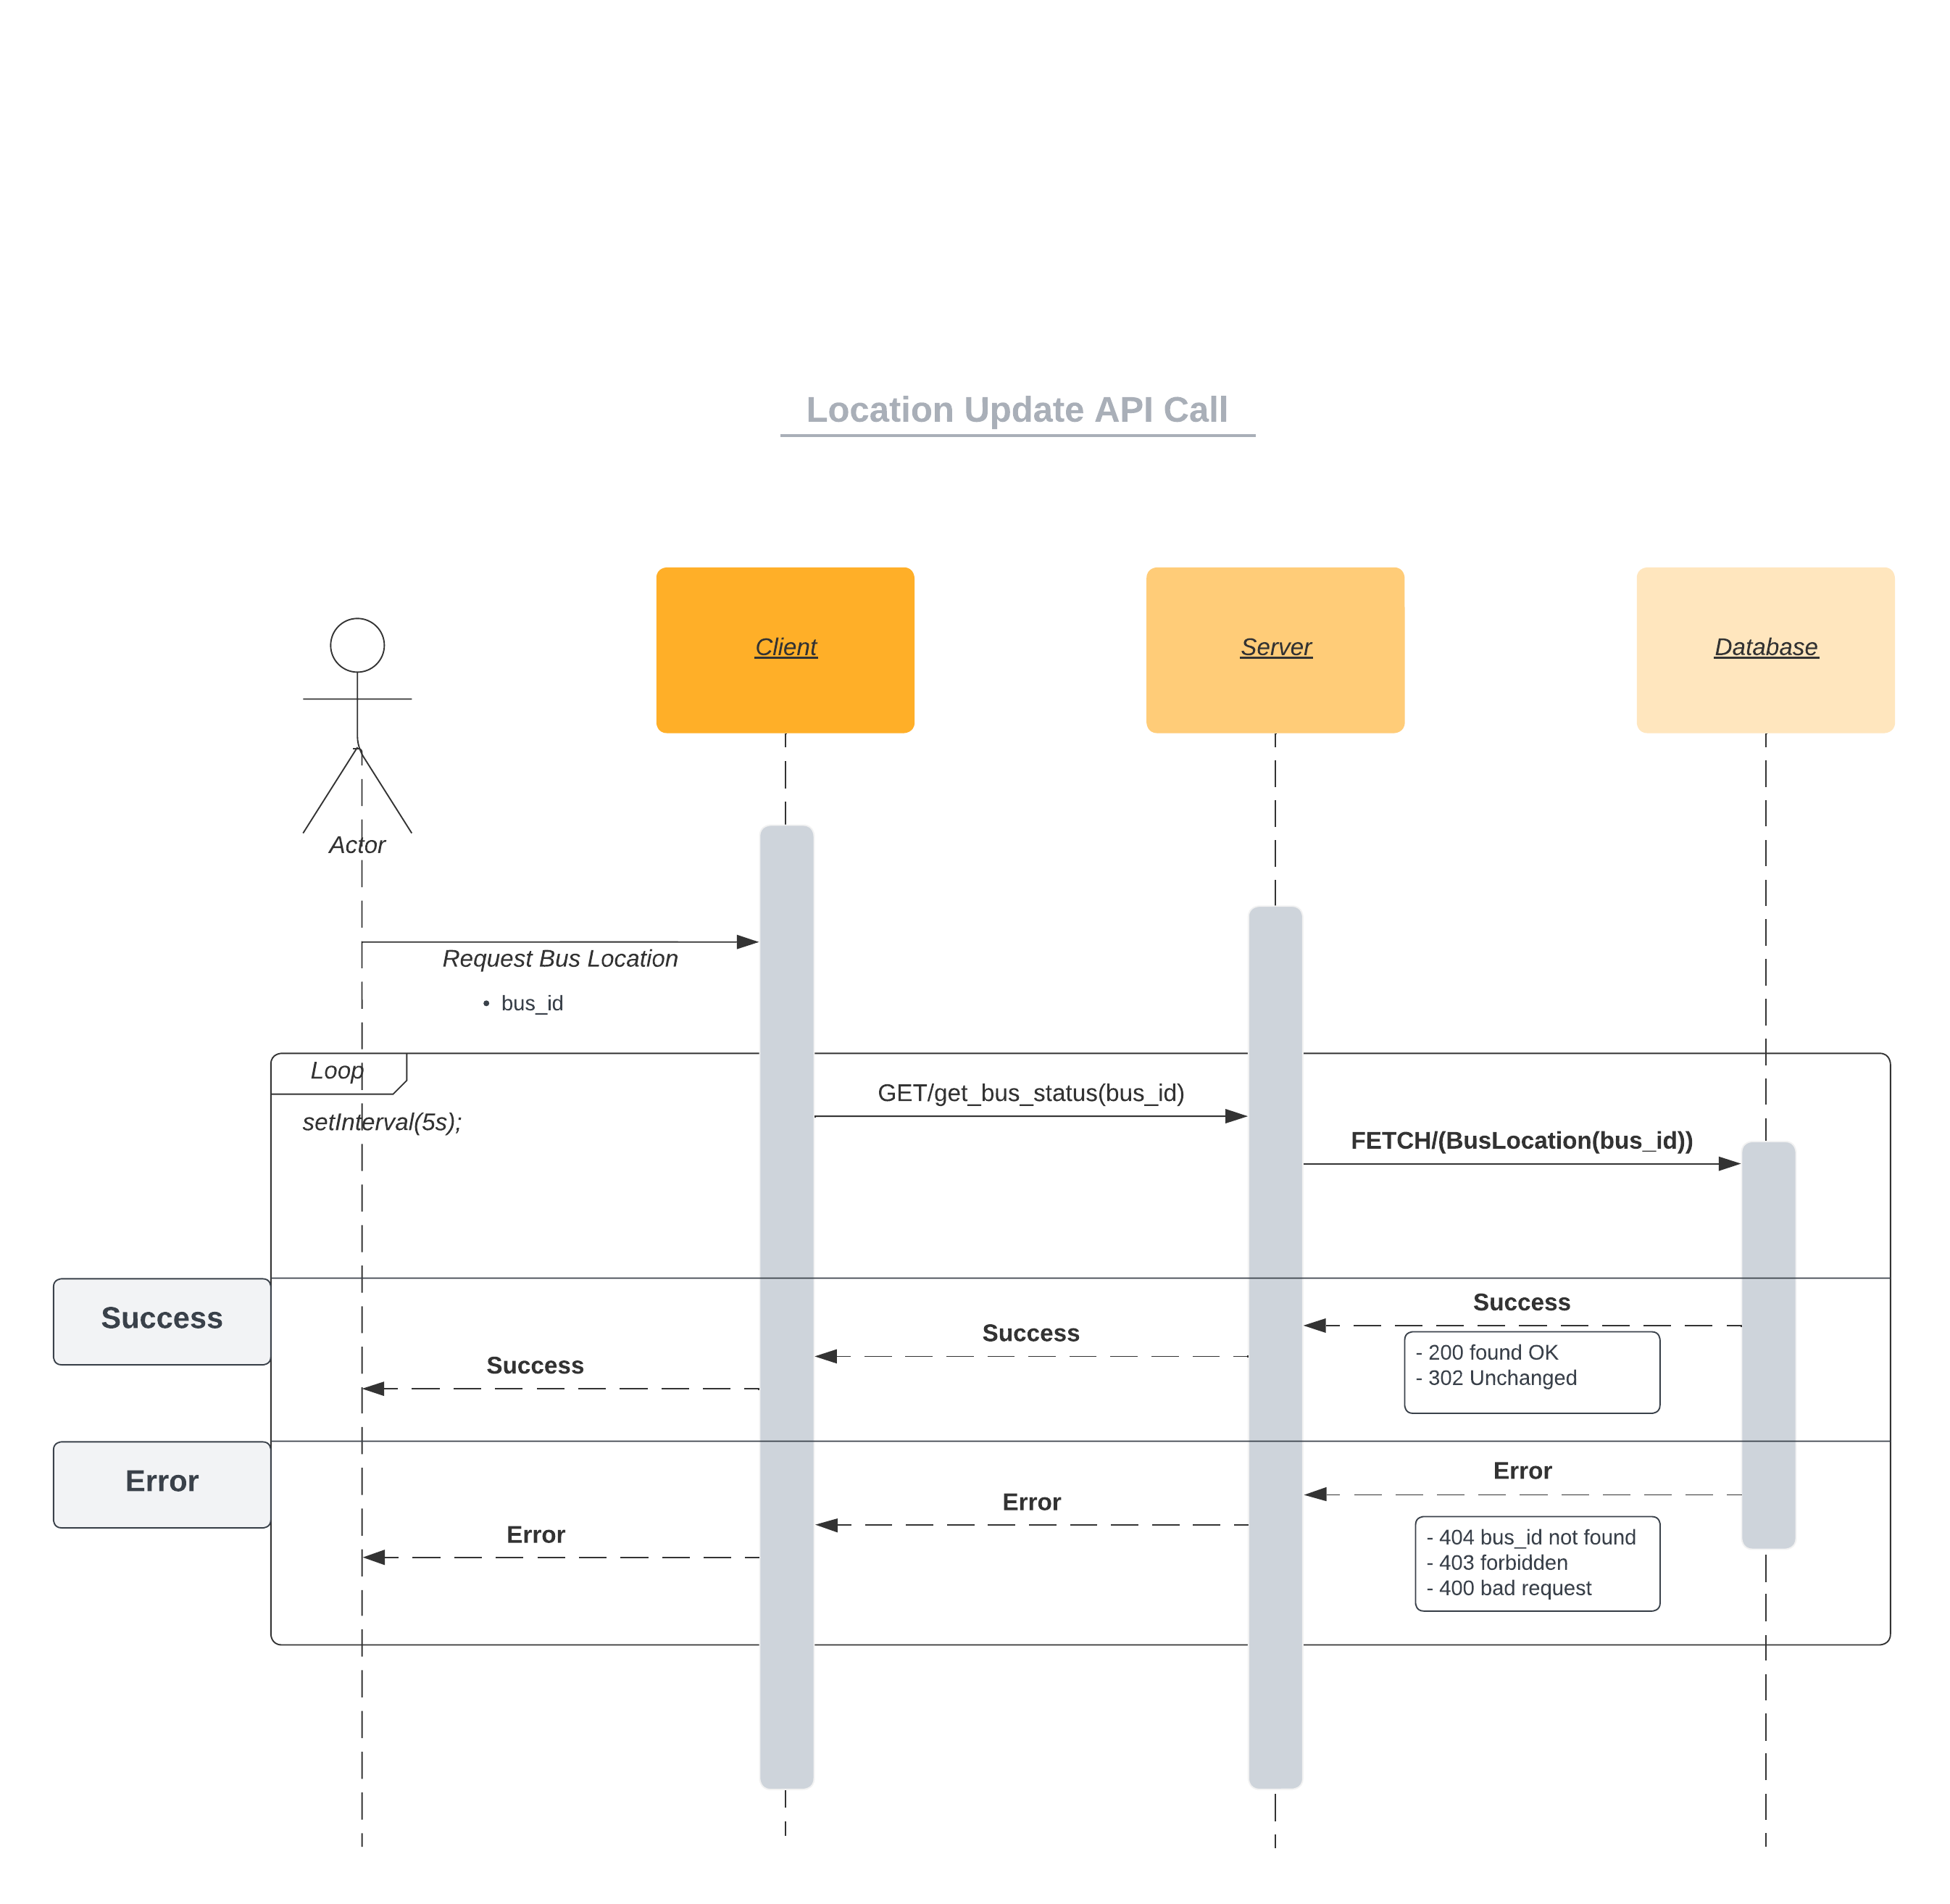 Location Update API Call
Client
Server
Database
Actor
Request Bus Location
• bus_id
Loop
setInterval(5s);
GET/get_bus_status(bus_id)
FETCH/(BusLocation(bus_id))
Success
Success
Success
Success
- 200 found OK
- 302 Unchanged
Error
Error
Error
Error
- 404 bus_id not found
- 403 forbidden
- 400 bad request